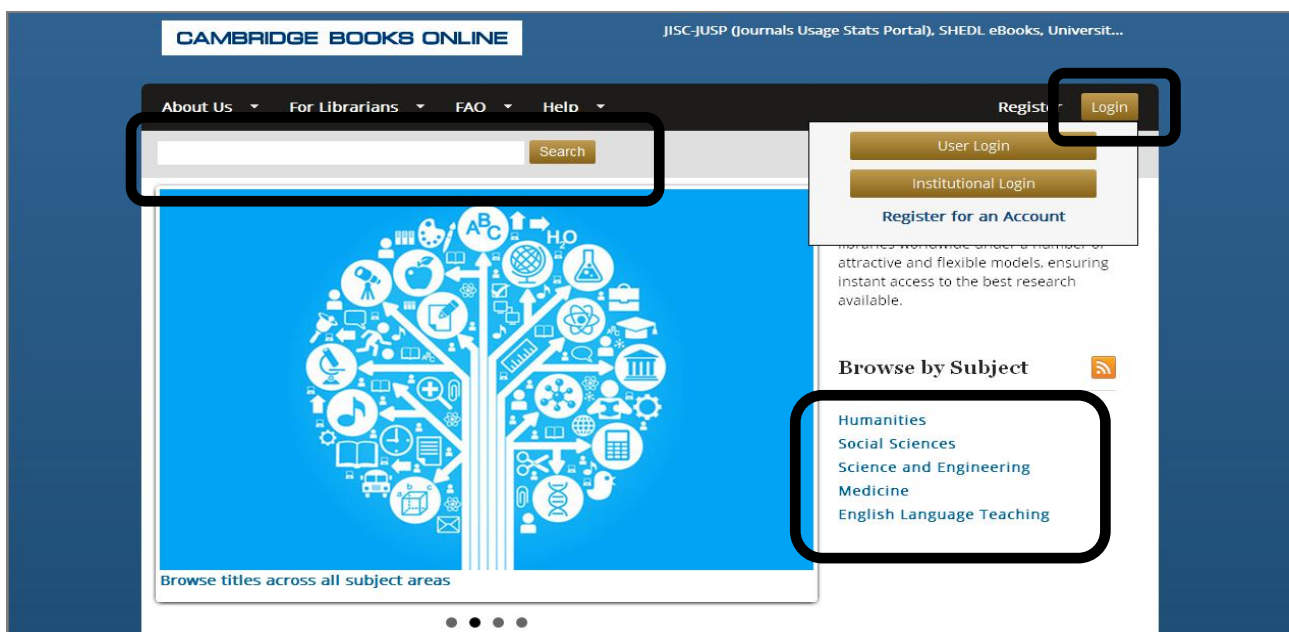 CAMBRIDGE BOOKS ONLINE
JISC-JUSP (Journals Usage Stats Portal), SHEDL eBooks, Universit...
About Us For Librarians FAQ Help Register Login
Search
User Login
Institutional Login
Register for an Account
libraries worldwide under a number of
attractive and flexible models, ensuring
instant access to the best research
available.
ABC
H2O
a b c
Browse by Subject
Humanities
Social Sciences
Science and Engineering
Medicine
English Language Teaching
Browse titles across all subject areas